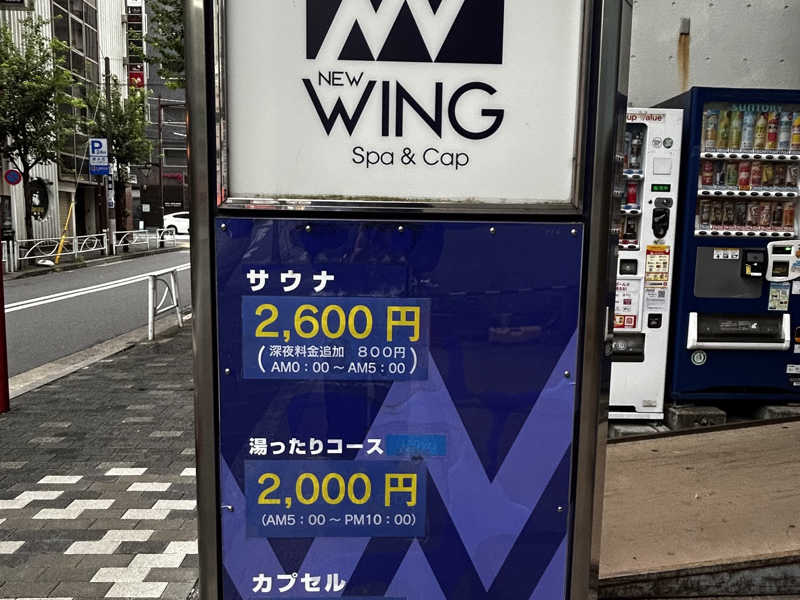 NEW
WING
Spa & Cap
サウナ
2,600 円
(深夜料金追加 800円
AM0:00 ～ AM5:00)
湯ったりコース
2,000 円
(AM5:00 ～ PM10:00)
カプセル
P
SUNTORY